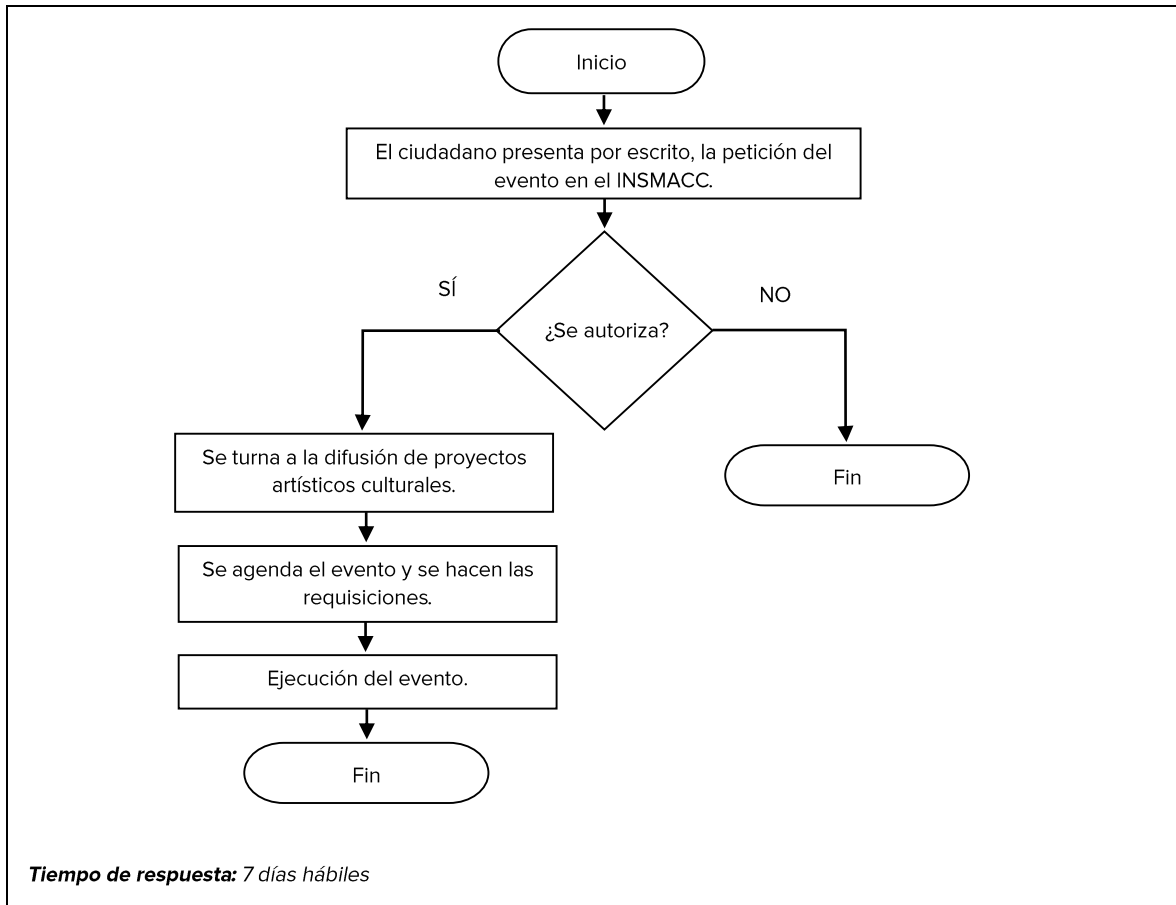 Inicio
El ciudadano presenta por escrito, la petición del
evento en el INSMACC.
SÍ
NO
¿Se autoriza?
Se turna a la difusión de proyectos
artísticos culturales.
Fin
Se agenda el evento y se hacen las
requisiciones.
Ejecución del evento.
Fin
Tiempo de respuesta: 7 días hábiles